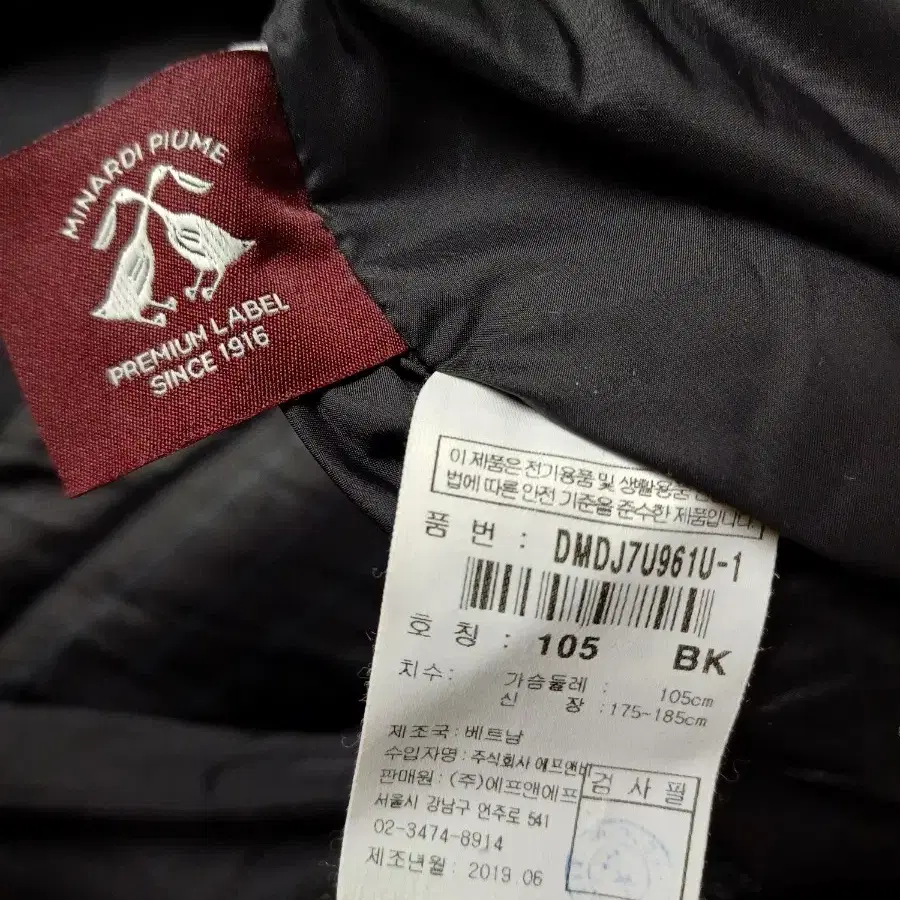 MINARDI PIUME
PREMIUM LABEL
SINCE 1916
이 제품은 전기용품 및 생활용품
법에 따른 안전 기준을 준수한 제품입니다.
품 번 : DMDJ7U961U-1
호 칭 : 105 BK
치수: 가슴둘레 : 105cm
신 장 :175-185cm
제조국 : 베트남
수입자명 : 주식회사 에프앤비
판매원 : (주)에프앤에프
검 사 필
서울시 강남구 언주로 541
02-3474-8914
제조년월 : 2019.06